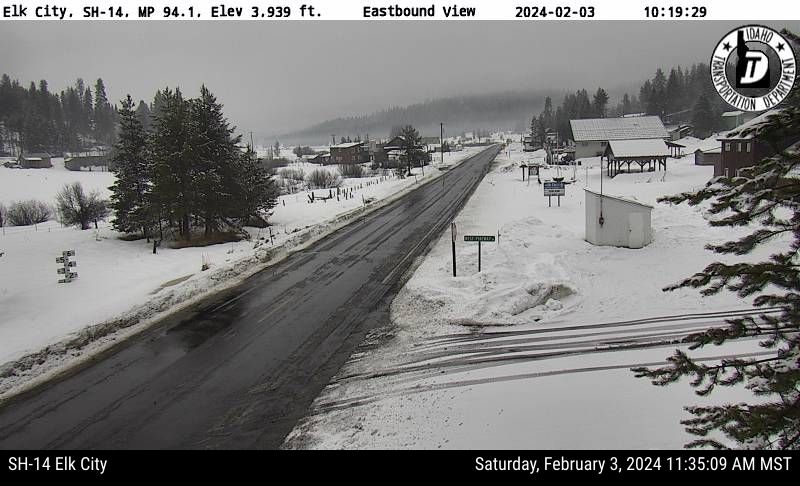 Elk City, SH-14, MP 94.1, Elev 3,939 ft. Eastbound View 2024-02-03 10:19:29
IDAHO
TRANSPORTATION DEPARTMENT
SH-14 Elk City Saturday, February 3, 2024 11:35:09 AM MST